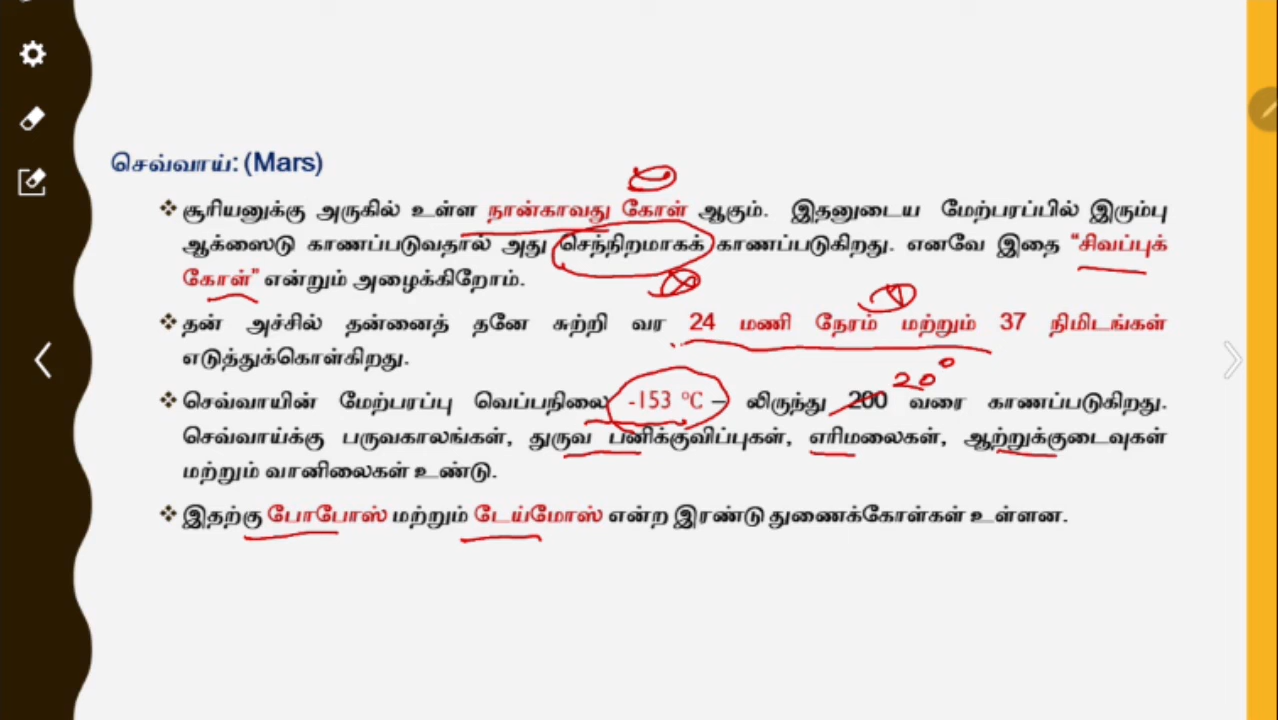 செவ்வாய்: (Mars)
❖ சூரியனுக்கு அருகில் உள்ள நான்காவது கோள் ஆகும். இதனுடைய மேற்பரப்பில் இரும்பு
ஆக்ஸைடு காணப்படுவதால் அது செந்நிறமாகக் காணப்படுகிறது. எனவே இதை “சிவப்புக்
கோள்” என்றும் அழைக்கிறோம்.
❖ தன் அச்சில் தன்னைத் தனே சுற்றி வர 24 மணி நேரம் மற்றும் 37 நிமிடங்கள்
எடுத்துக்கொள்கிறது.
20°
❖ செவ்வாயின் மேற்பரப்பு வெப்பநிலை -153 °C – லிருந்து 200 வரை காணப்படுகிறது.
செவ்வாய்க்கு பருவகாலங்கள், துருவ பனிக்குவிப்புகள், எரிமலைகள், ஆற்றுக்குடைவுகள்
மற்றும் வானிலைகள் உண்டு.
❖ இதற்கு போபோஸ் மற்றும் டேய்மோஸ் என்ற இரண்டு துணைக்கோள்கள் உள்ளன.